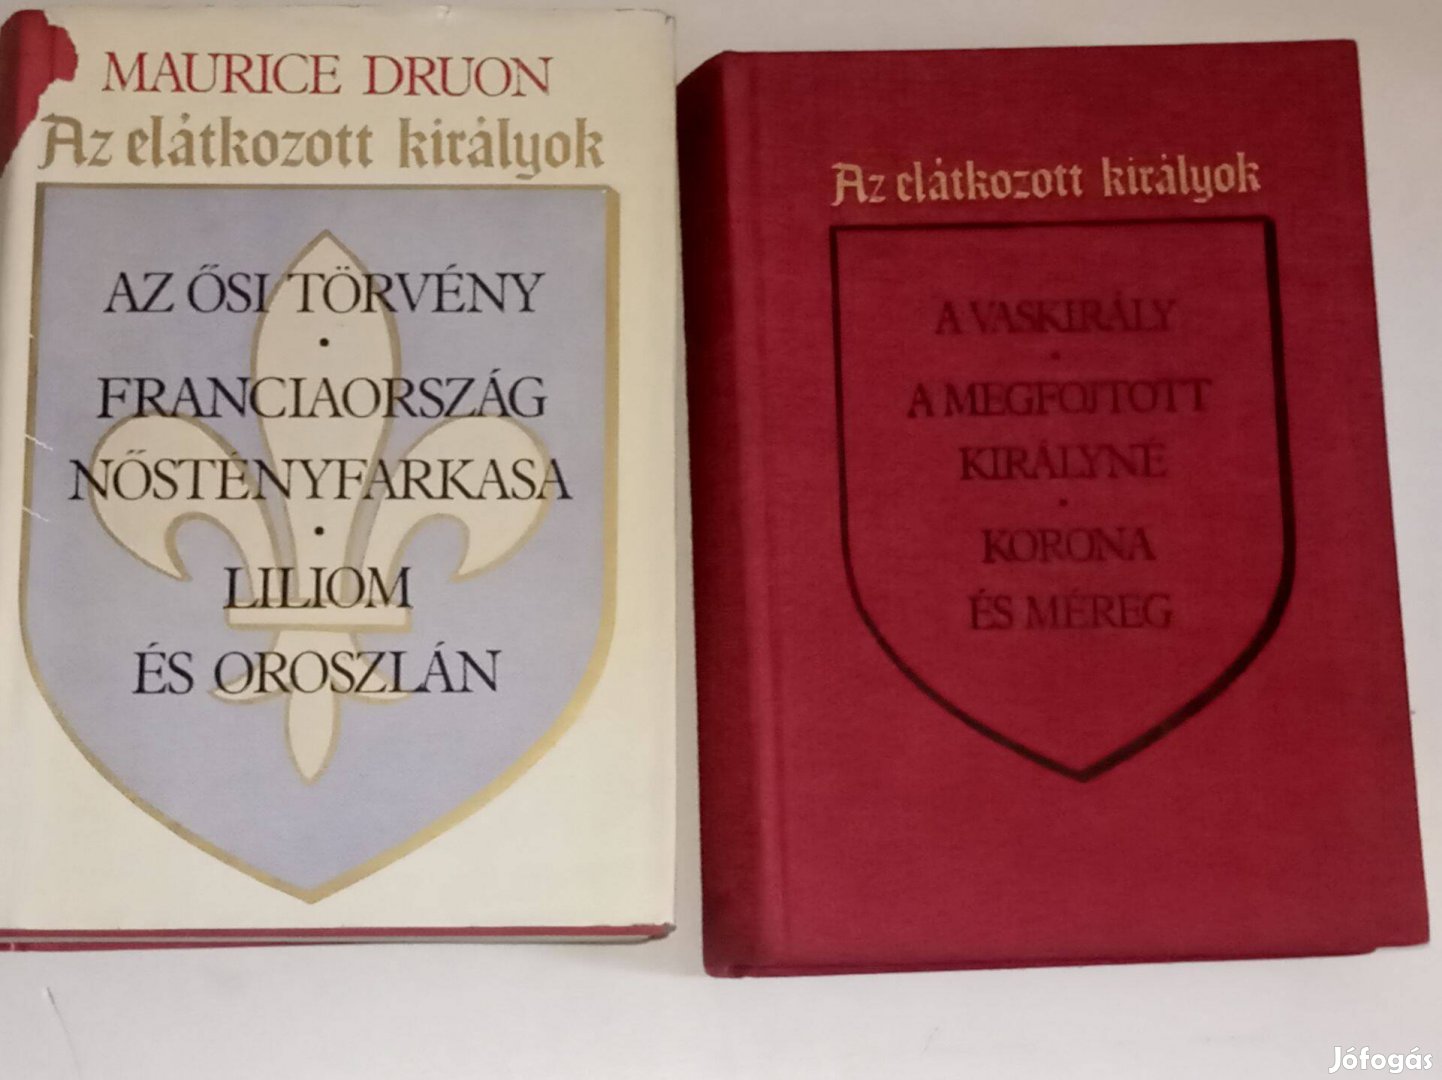 MAURICE DRUON
Az elátkozott királyok
AZ ŐSI TÖRVÉNY
•
FRANCIAORSZÁG
NŐSTÉNYFARKASA
•
LILIOM
ÉS OROSZLÁN
Az elátkozott királyok
A VASKIRÁLY
•
A MEGFOJTOTT
KIRÁLYNÉ
•
KORONA
ÉS MÉREG
Jófogás